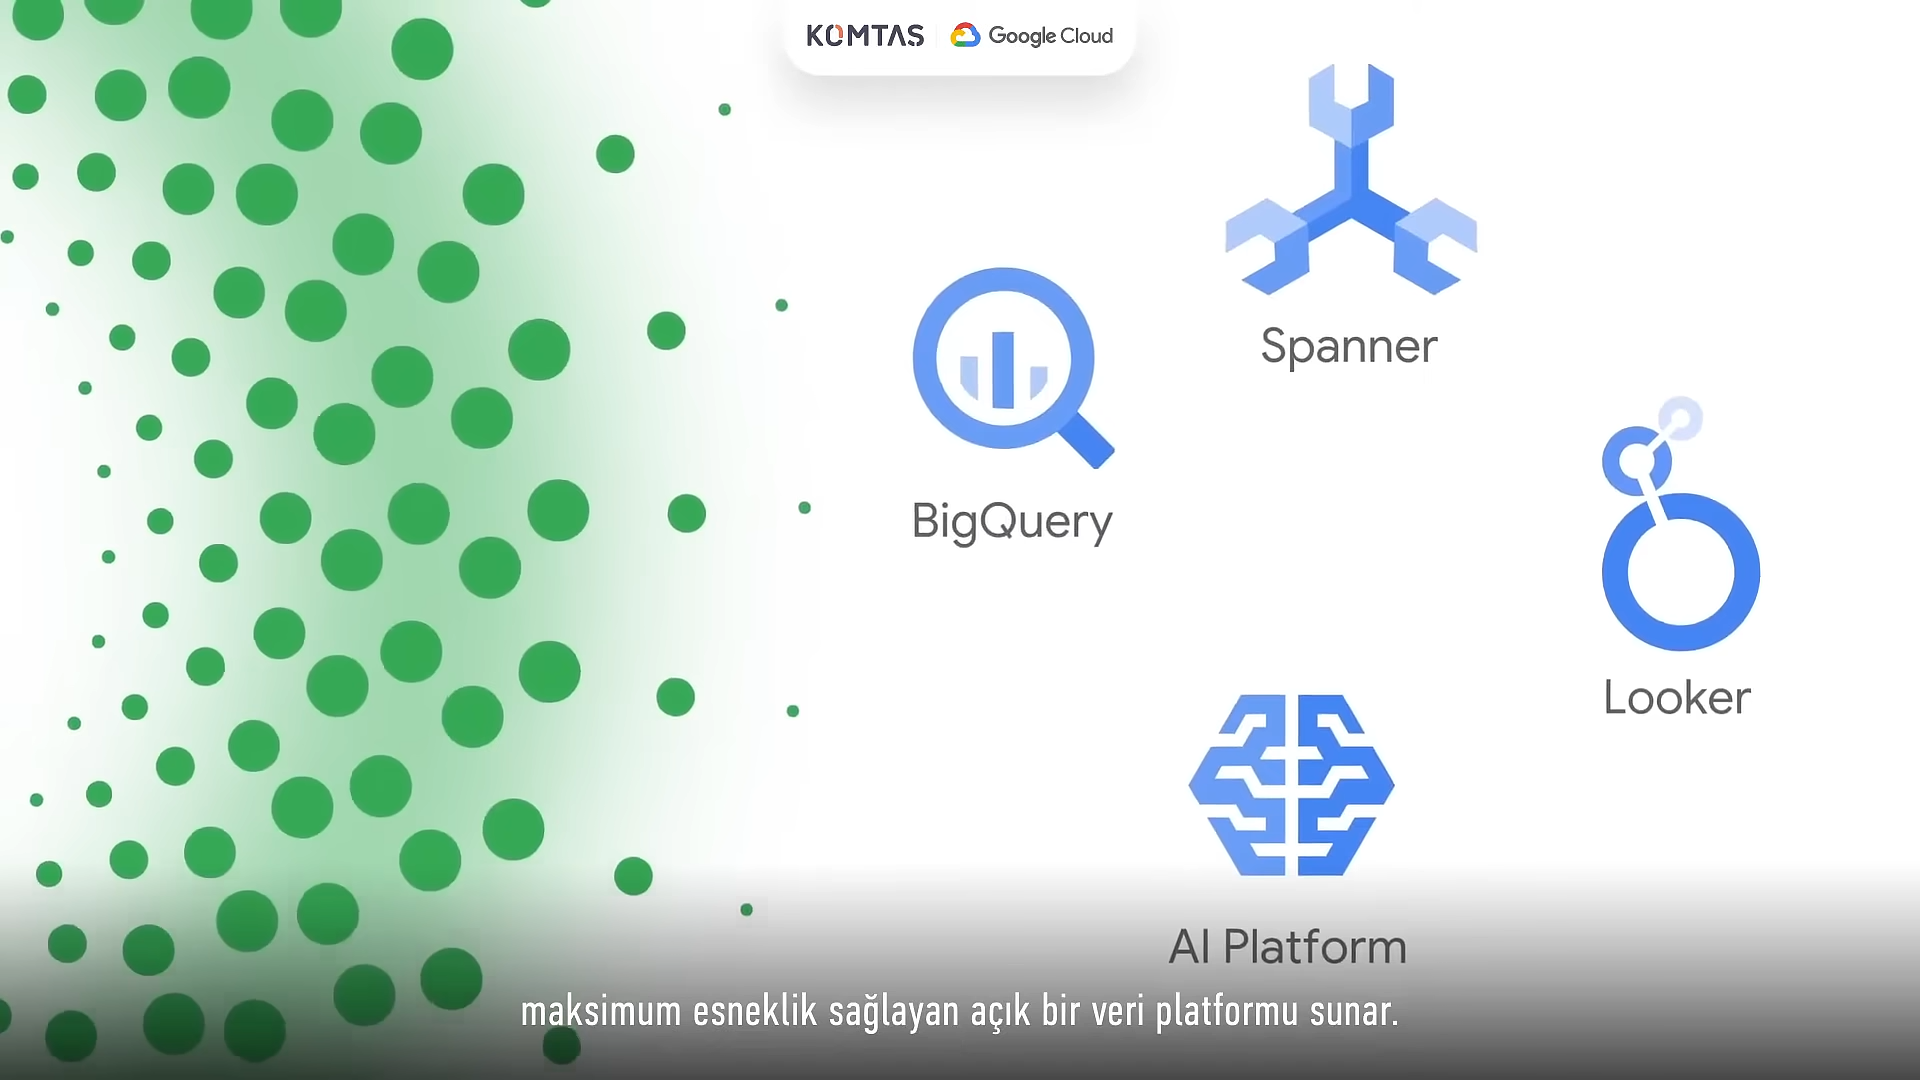 KOMTAS Google Cloud
Spanner
BigQuery
Looker
AI Platform
maksimum esneklik sağlayan açık bir veri platformu sunar.